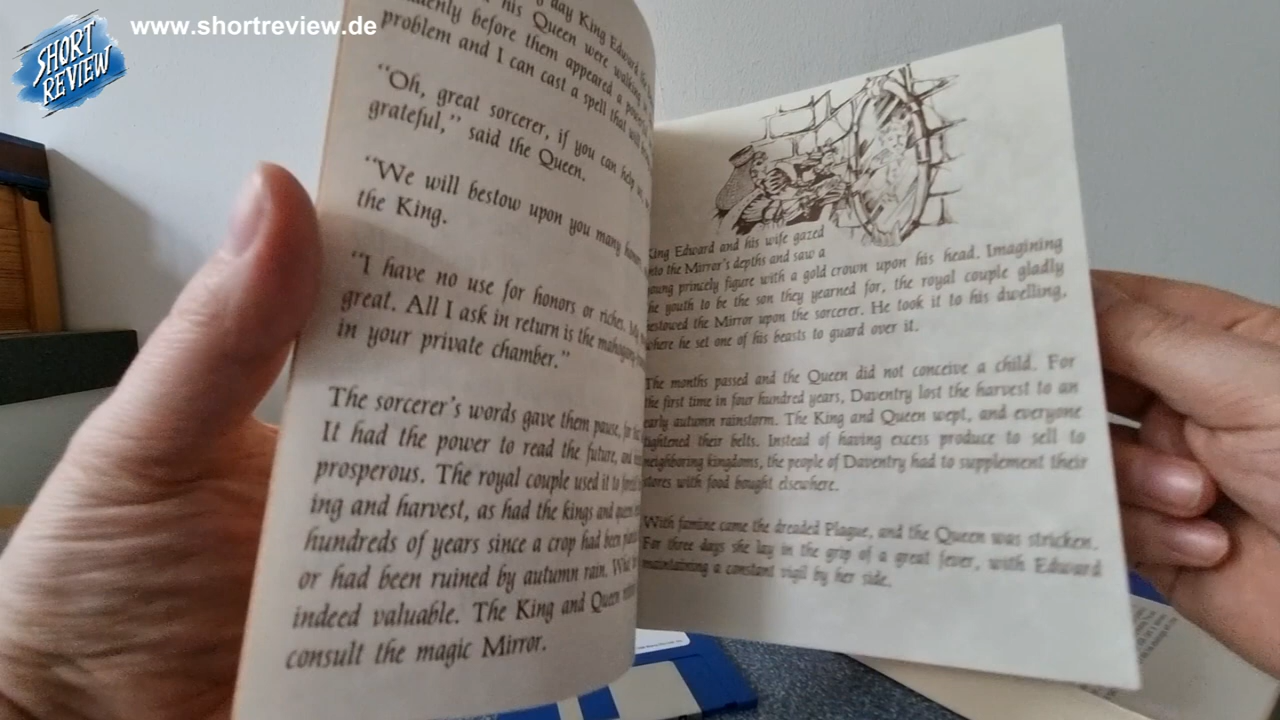 SHORT
REVIEW
www.shortreview.de
day King Edward the
his Queen were walking
before them appeared a
problem and I can cast a spell that will
"Oh, great sorcerer, if you can help
grateful," said the Queen.
"We will bestow upon you many
the King.
"I have no use for honors or riches.
great. All I ask in return is the
in your private chamber."
The sorcerer's words gave them pause, for
It had the power to read the future, and
prosperous. The royal couple used it to
ing and harvest, as had the kings and
hundreds of years since a crop had been
or had been ruined by autumn rain.
indeed valuable. The King and Queen
consult the magic Mirror.
King Edward and his wife gazed
into the Mirror's depths and saw a
young princely figure with a gold crown upon his head. Imagining
the youth to be the son they yearned for, the royal couple gladly
bestowed the Mirror upon the sorcerer. He took it to his dwelling,
where he set one of his beasts to guard over it.
The months passed and the Queen did not conceive a child. For
the first time in four hundred years, Daventry lost the harvest to an
early autumn rainstorm. The King and Queen wept, and everyone
tightened their belts. Instead of having excess produce to sell to
neighboring kingdoms, the people of Daventry had to supplement their
stores with food bought elsewhere.
With famine came the dreaded Plague, and the Queen was stricken.
For three days she lay in the grip of a great fever, with Edward
maintaining a constant vigil by her side.